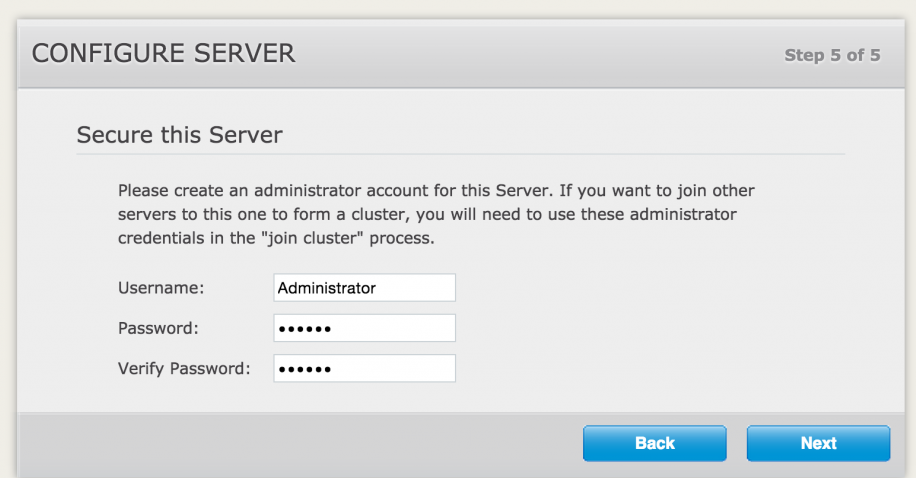 CONFIGURE SERVER
Step 5 of 5
Secure this Server
Please create an administrator account for this Server. If you want to join other
servers to this one to form a cluster, you will need to use these administrator
credentials in the "join cluster" process.
Username: Administrator
Password: ••••••
Verify Password: ••••••
Back Next